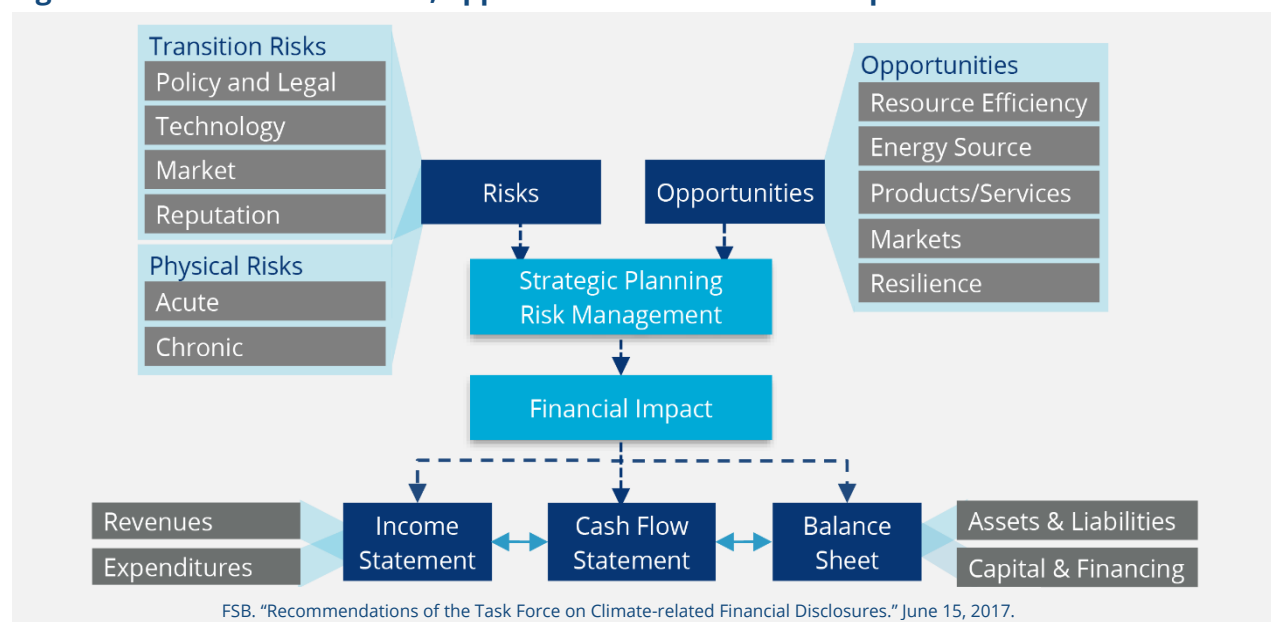 Transition Risks
Policy and Legal
Technology
Market
Reputation
Physical Risks
Acute
Chronic
Risks
Opportunities
Opportunities
Resource Efficiency
Energy Source
Products/Services
Markets
Resilience
Strategic Planning
Risk Management
Financial Impact
Revenues
Expenditures
Income
Statement
Cash Flow
Statement
Balance
Sheet
Assets & Liabilities
Capital & Financing
FSB. “Recommendations of the Task Force on Climate-related Financial Disclosures.” June 15, 2017.